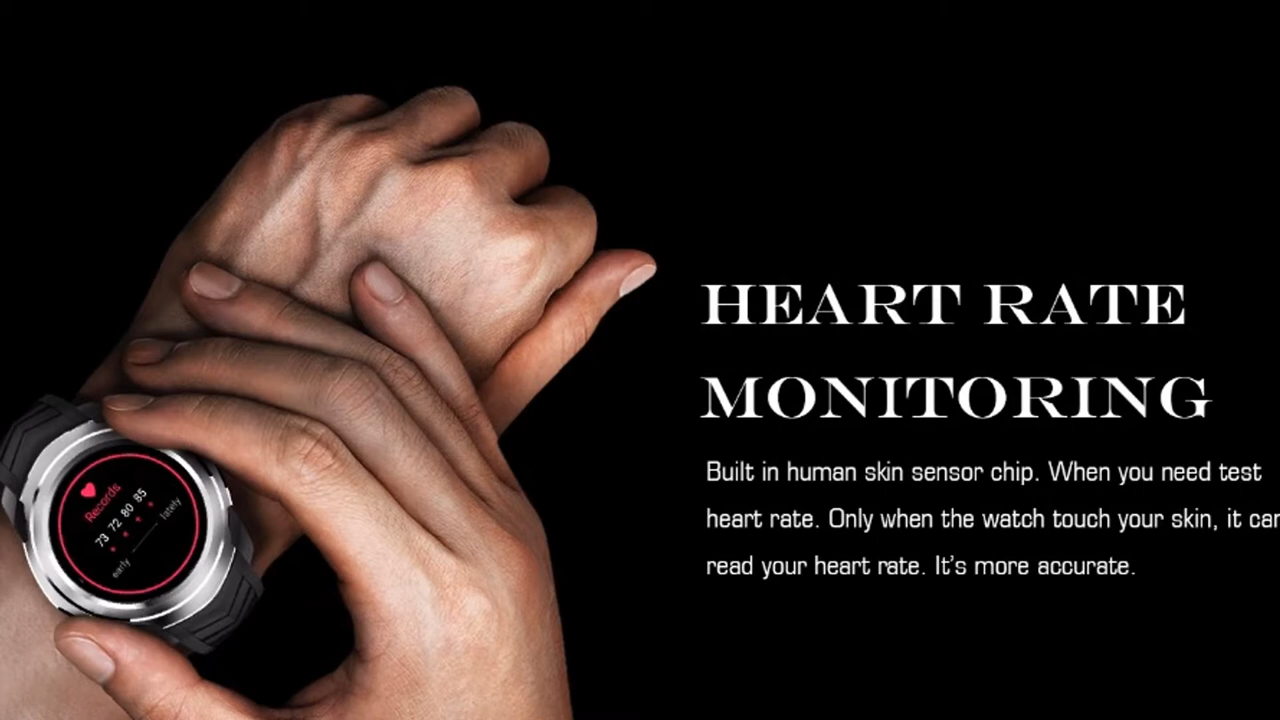 HEART RATE
MONITORING
Built in human skin sensor chip. When you need test
heart rate. Only when the watch touch your skin, it can
read your heart rate. It's more accurate.
Records
73 72 80 85
early
lately